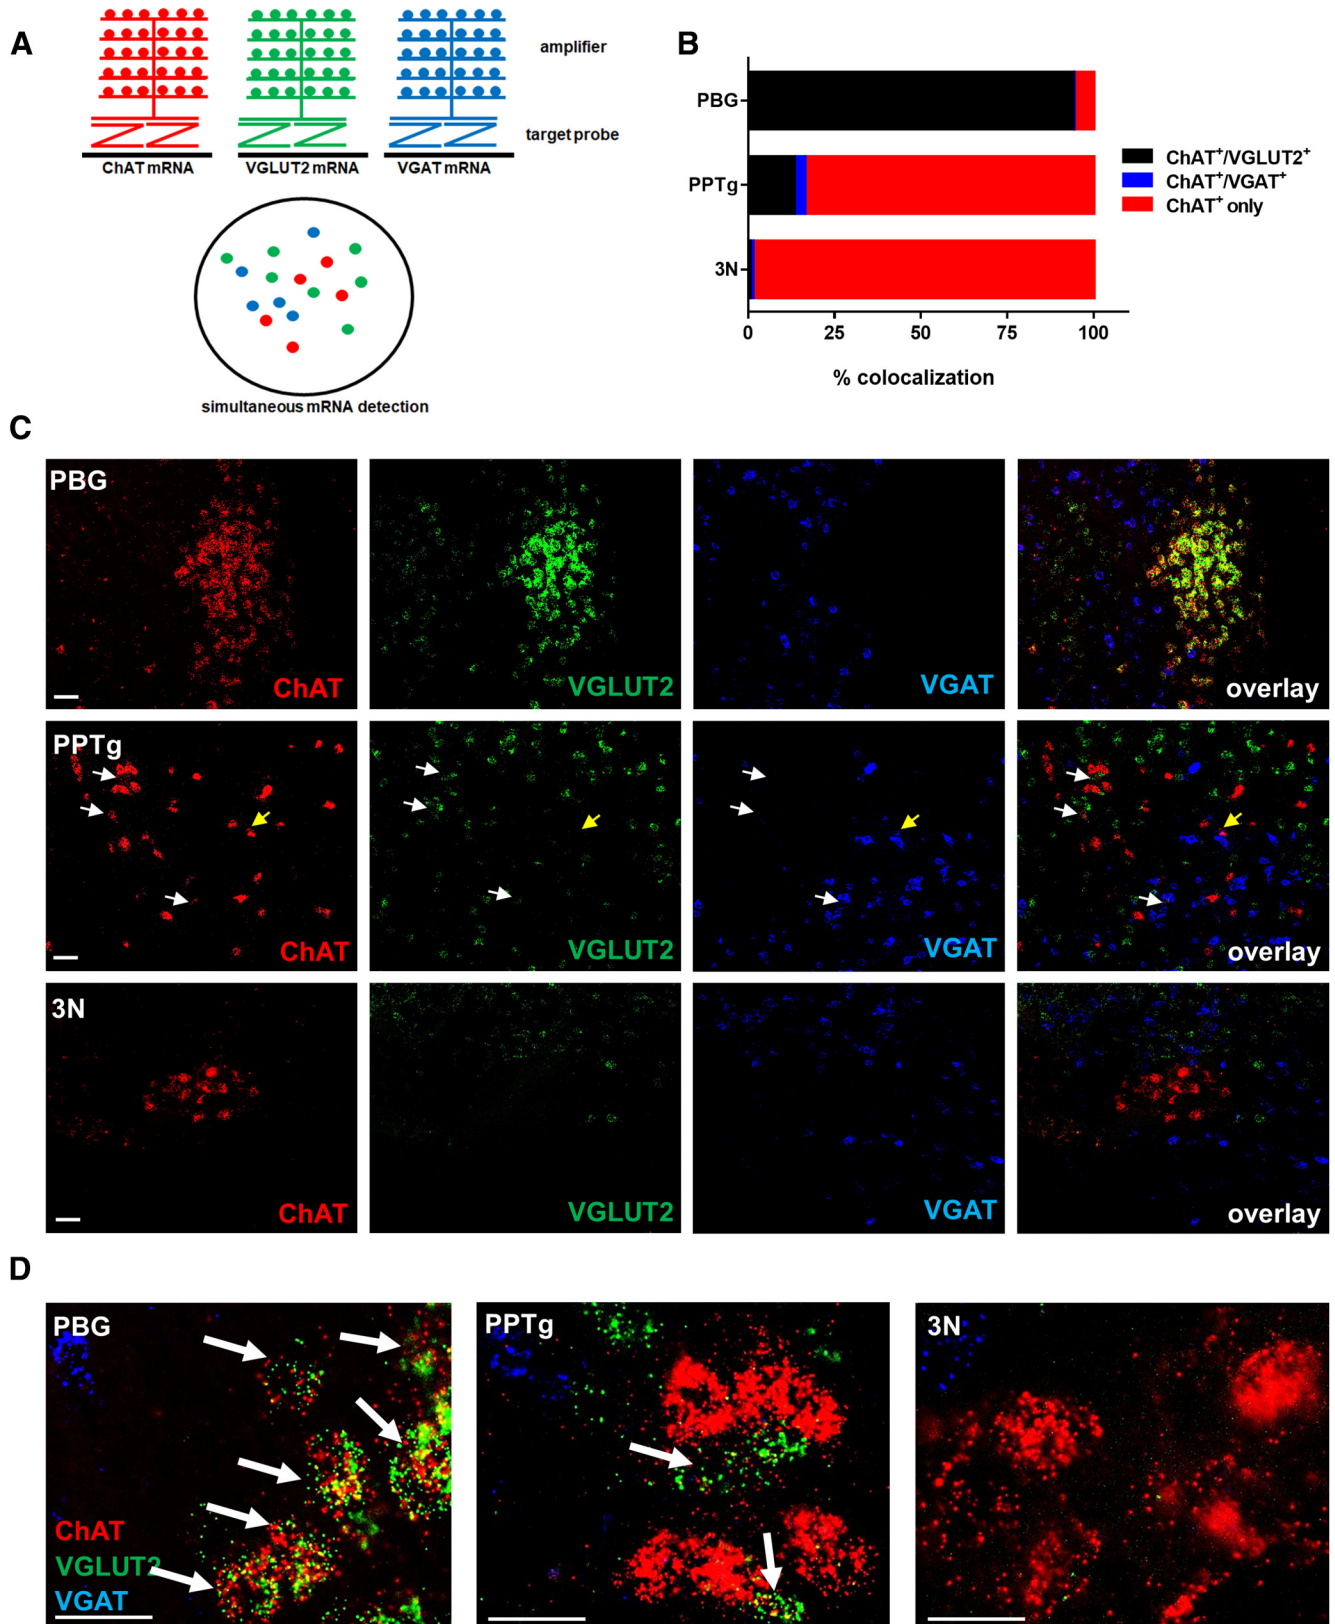 A
amplifier
target probe
ChAT mRNA
VGLUT2 mRNA
VGAT mRNA
simultaneous mRNA detection
B
PBG
PPTg
3N
0
25
50
75
100
% colocalization
ChAT⁺/VGLUT2⁺
ChAT⁺/VGAT⁺
ChAT⁺ only
C
PBG
ChAT
VGLUT2
VGAT
overlay
PPTg
ChAT
VGLUT2
VGAT
overlay
3N
ChAT
VGLUT2
VGAT
overlay
D
PBG
ChAT
VGLUT2
VGAT
PPTg
3N